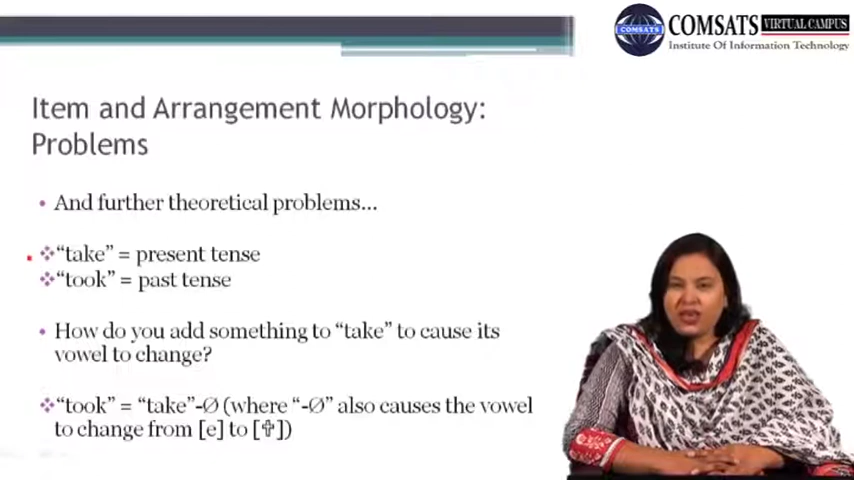 COMSATS VIRTUAL CAMPUS
COMSATS
Institute Of Information Technology
Item and Arrangement Morphology:
Problems
• And further theoretical problems…
❖ “take” = present tense
❖ “took” = past tense
• How do you add something to “take” to cause its
vowel to change?
❖ “took” = “take”-Ø (where “-Ø” also causes the vowel
to change from [e] to [✞])